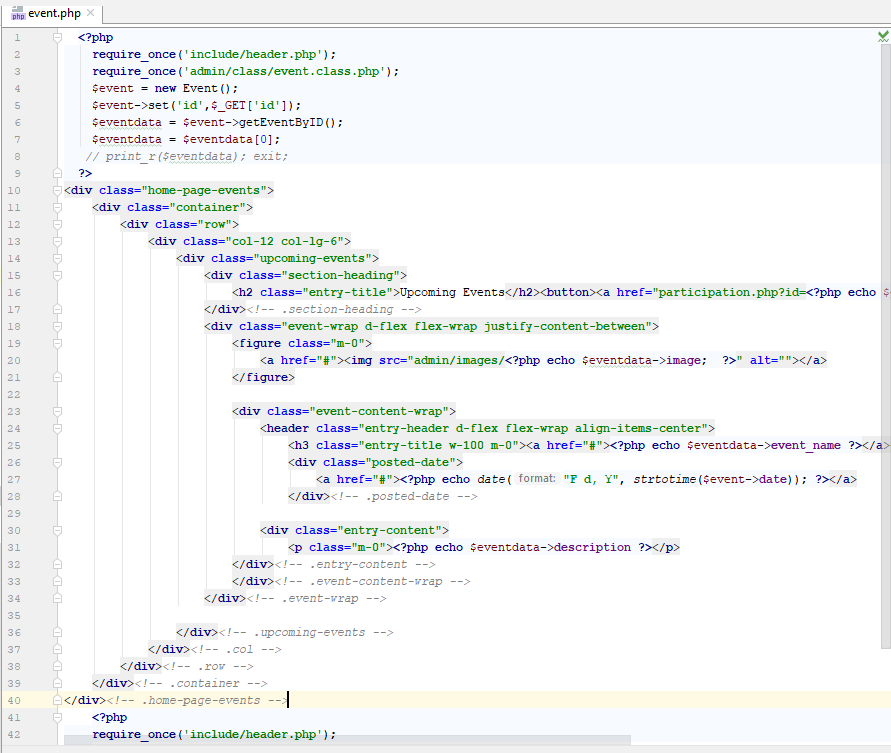 event.php
1 <?php
2 require_once('include/header.php');
3 require_once('admin/class/event.class.php');
4 $event = new Event();
5 $event->set('id',$_GET['id']);
6 $eventdata = $event->getEventByID();
7 $eventdata = $eventdata[0];
8 // print_r($eventdata); exit;
9 ?>
10 <div class="home-page-events">
11 <div class="container">
12 <div class="row">
13 <div class="col-12 col-lg-6">
14 <div class="upcoming-events">
15 <div class="section-heading">
16 <h2 class="entry-title">Upcoming Events</h2><button><a href="participation.php?id=<?php echo $
17 </div><!-- .section-heading -->
18 <div class="event-wrap d-flex flex-wrap justify-content-between">
19 <figure class="m-0">
20 <a href="#"><img src="admin/images/<?php echo $eventdata->image; ?>" alt=""></a>
21 </figure>
22
23 <div class="event-content-wrap">
24 <header class="entry-header d-flex flex-wrap align-items-center">
25 <h3 class="entry-title w-100 m-0"><a href="#"><?php echo $eventdata->event_name ?></a>
26 <div class="posted-date">
27 <a href="#"><?php echo date( format: "F d, Y", strtotime($event->date)); ?></a>
28 </div><!-- .posted-date -->
29
30 <div class="entry-content">
31 <p class="m-0"><?php echo $eventdata->description ?></p>
32 </div><!-- .entry-content -->
33 </div><!-- .event-content-wrap -->
34 </div><!-- .event-wrap -->
35
36 </div><!-- .upcoming-events -->
37 </div><!-- .col -->
38 </div><!-- .row -->
39 </div><!-- .container -->
40 </div><!-- .home-page-events -->
41 <?php
42 require_once('include/header.php');